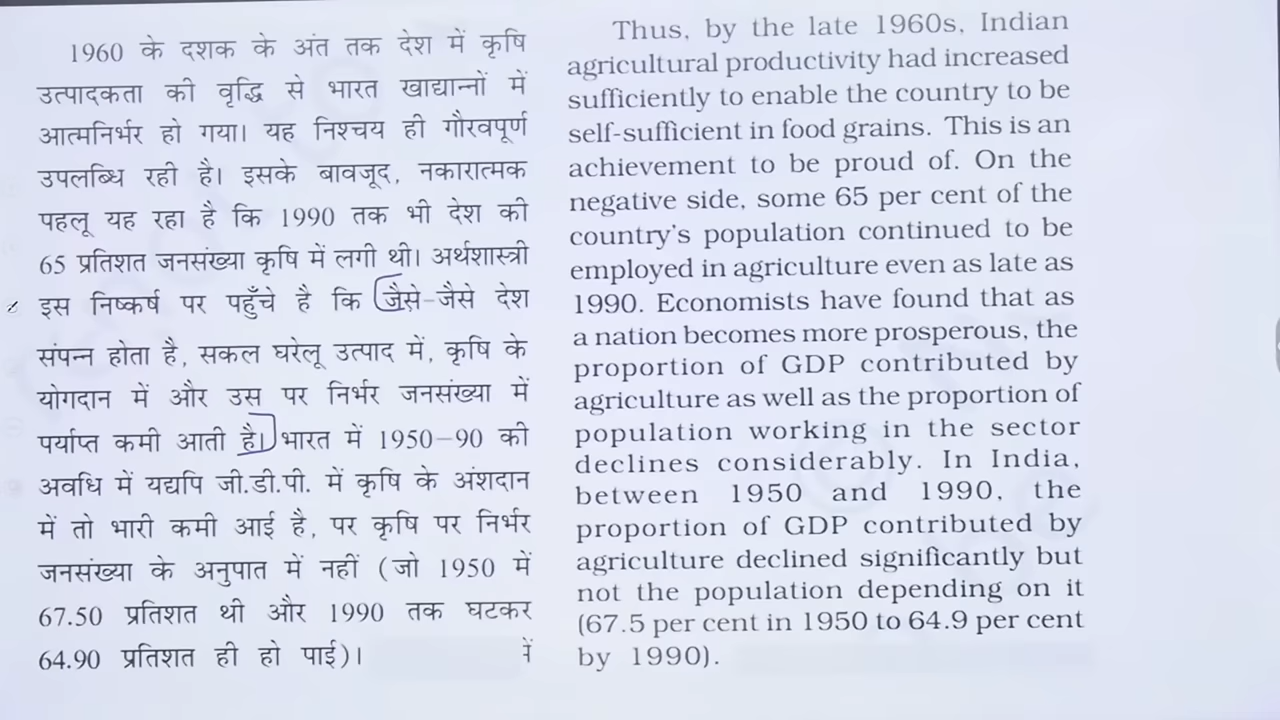 1960 के दशक के अंत तक देश में कृषि
उत्पादकता की वृद्धि से भारत खाद्यान्नों में
आत्मनिर्भर हो गया। यह निश्चय ही गौरवपूर्ण
उपलब्धि रही है। इसके बावजूद, नकारात्मक
पहलू यह रहा है कि 1990 तक भी देश की
65 प्रतिशत जनसंख्या कृषि में लगी थी। अर्थशास्त्री
इस निष्कर्ष पर पहुँचे है कि जैसे-जैसे देश
संपन्न होता है, सकल घरेलू उत्पाद में, कृषि के
योगदान में और उस पर निर्भर जनसंख्या में
पर्याप्त कमी आती है। भारत में 1950-90 की
अवधि में यद्यपि जी.डी.पी. में कृषि के अंशदान
में तो भारी कमी आई है, पर कृषि पर निर्भर
जनसंख्या के अनुपात में नहीं (जो 1950 में
67.50 प्रतिशत थी और 1990 तक घटकर
64.90 प्रतिशत ही हो पाई)।
Thus, by the late 1960s, Indian
agricultural productivity had increased
sufficiently to enable the country to be
self-sufficient in food grains. This is an
achievement to be proud of. On the
negative side, some 65 per cent of the
country's population continued to be
employed in agriculture even as late as
1990. Economists have found that as
a nation becomes more prosperous, the
proportion of GDP contributed by
agriculture as well as the proportion of
population working in the sector
declines considerably. In India,
between 1950 and 1990, the
proportion of GDP contributed by
agriculture declined significantly but
not the population depending on it
(67.5 per cent in 1950 to 64.9 per cent
by 1990).